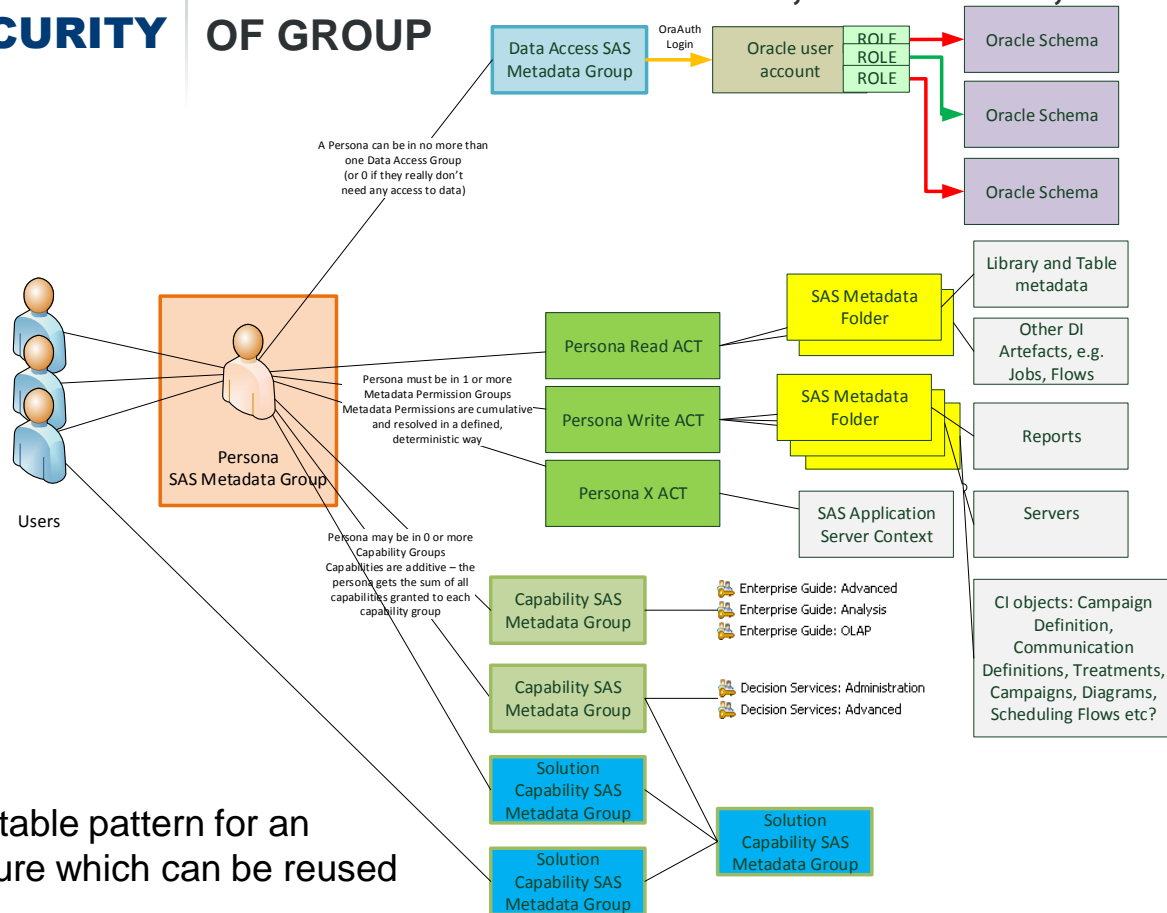 CURITY
OF GROUP
Data Access SAS
Metadata Group
OraAuth
Login
Oracle user
account
ROLE
ROLE
ROLE
Oracle Schema
Oracle Schema
Oracle Schema
A Persona can be in no more than
one Data Access Group
(or 0 if they really don't
need any access to data)
Users
Persona
SAS Metadata Group
Persona must be in 1 or more
Metadata Permission Groups
Metadata Permissions are cumulative
and resolved in a defined,
deterministic way
Persona Read ACT
Persona Write ACT
Persona X ACT
SAS Metadata
Folder
SAS Metadata
Folder
SAS Application
Server Context
Library and Table
metadata
Other DI
Artefacts, e.g.
Jobs, Flows
Reports
Servers
CI objects: Campaign
Definition,
Communication
Definitions, Treatments,
Campaigns, Diagrams,
Scheduling Flows etc?
Persona may be in 0 or more
Capability Groups
Capabilities are additive – the
persona gets the sum of all
capabilities granted to each
capability group
Capability SAS
Metadata Group
Enterprise Guide: Advanced
Enterprise Guide: Analysis
Enterprise Guide: OLAP
Capability SAS
Metadata Group
Decision Services: Administration
Decision Services: Advanced
Solution
Capability SAS
Metadata Group
Solution
Capability SAS
Metadata Group
Solution
Capability SAS
Metadata Group
table pattern for an
ure which can be reused